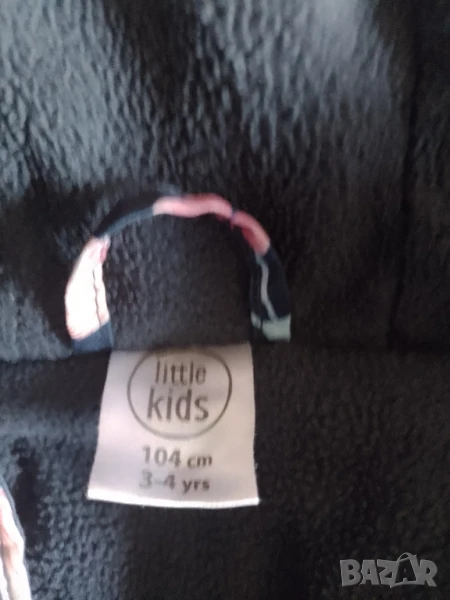 little
kids
104 cm
3-4 yrs
BAZAR